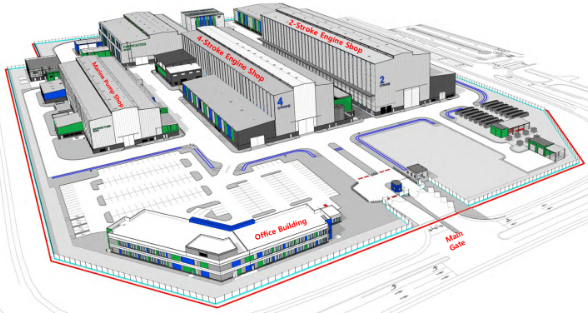 2-Stroke Engine Shop
4-Stroke Engine Shop
Marine Pump Shop
2
4
Office Building
Main
Gate